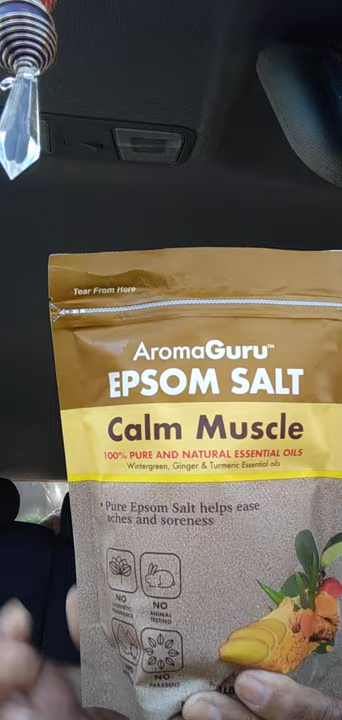 Tear From Here
AromaGuru™
EPSOM SALT
Calm Muscle
100% PURE AND NATURAL ESSENTIAL OILS
Wintergreen, Ginger & Turmeric Essential oils
Pure Epsom Salt helps ease
aches and soreness
NO
NO
ANIMAL
TESTING
NO
PARABENS